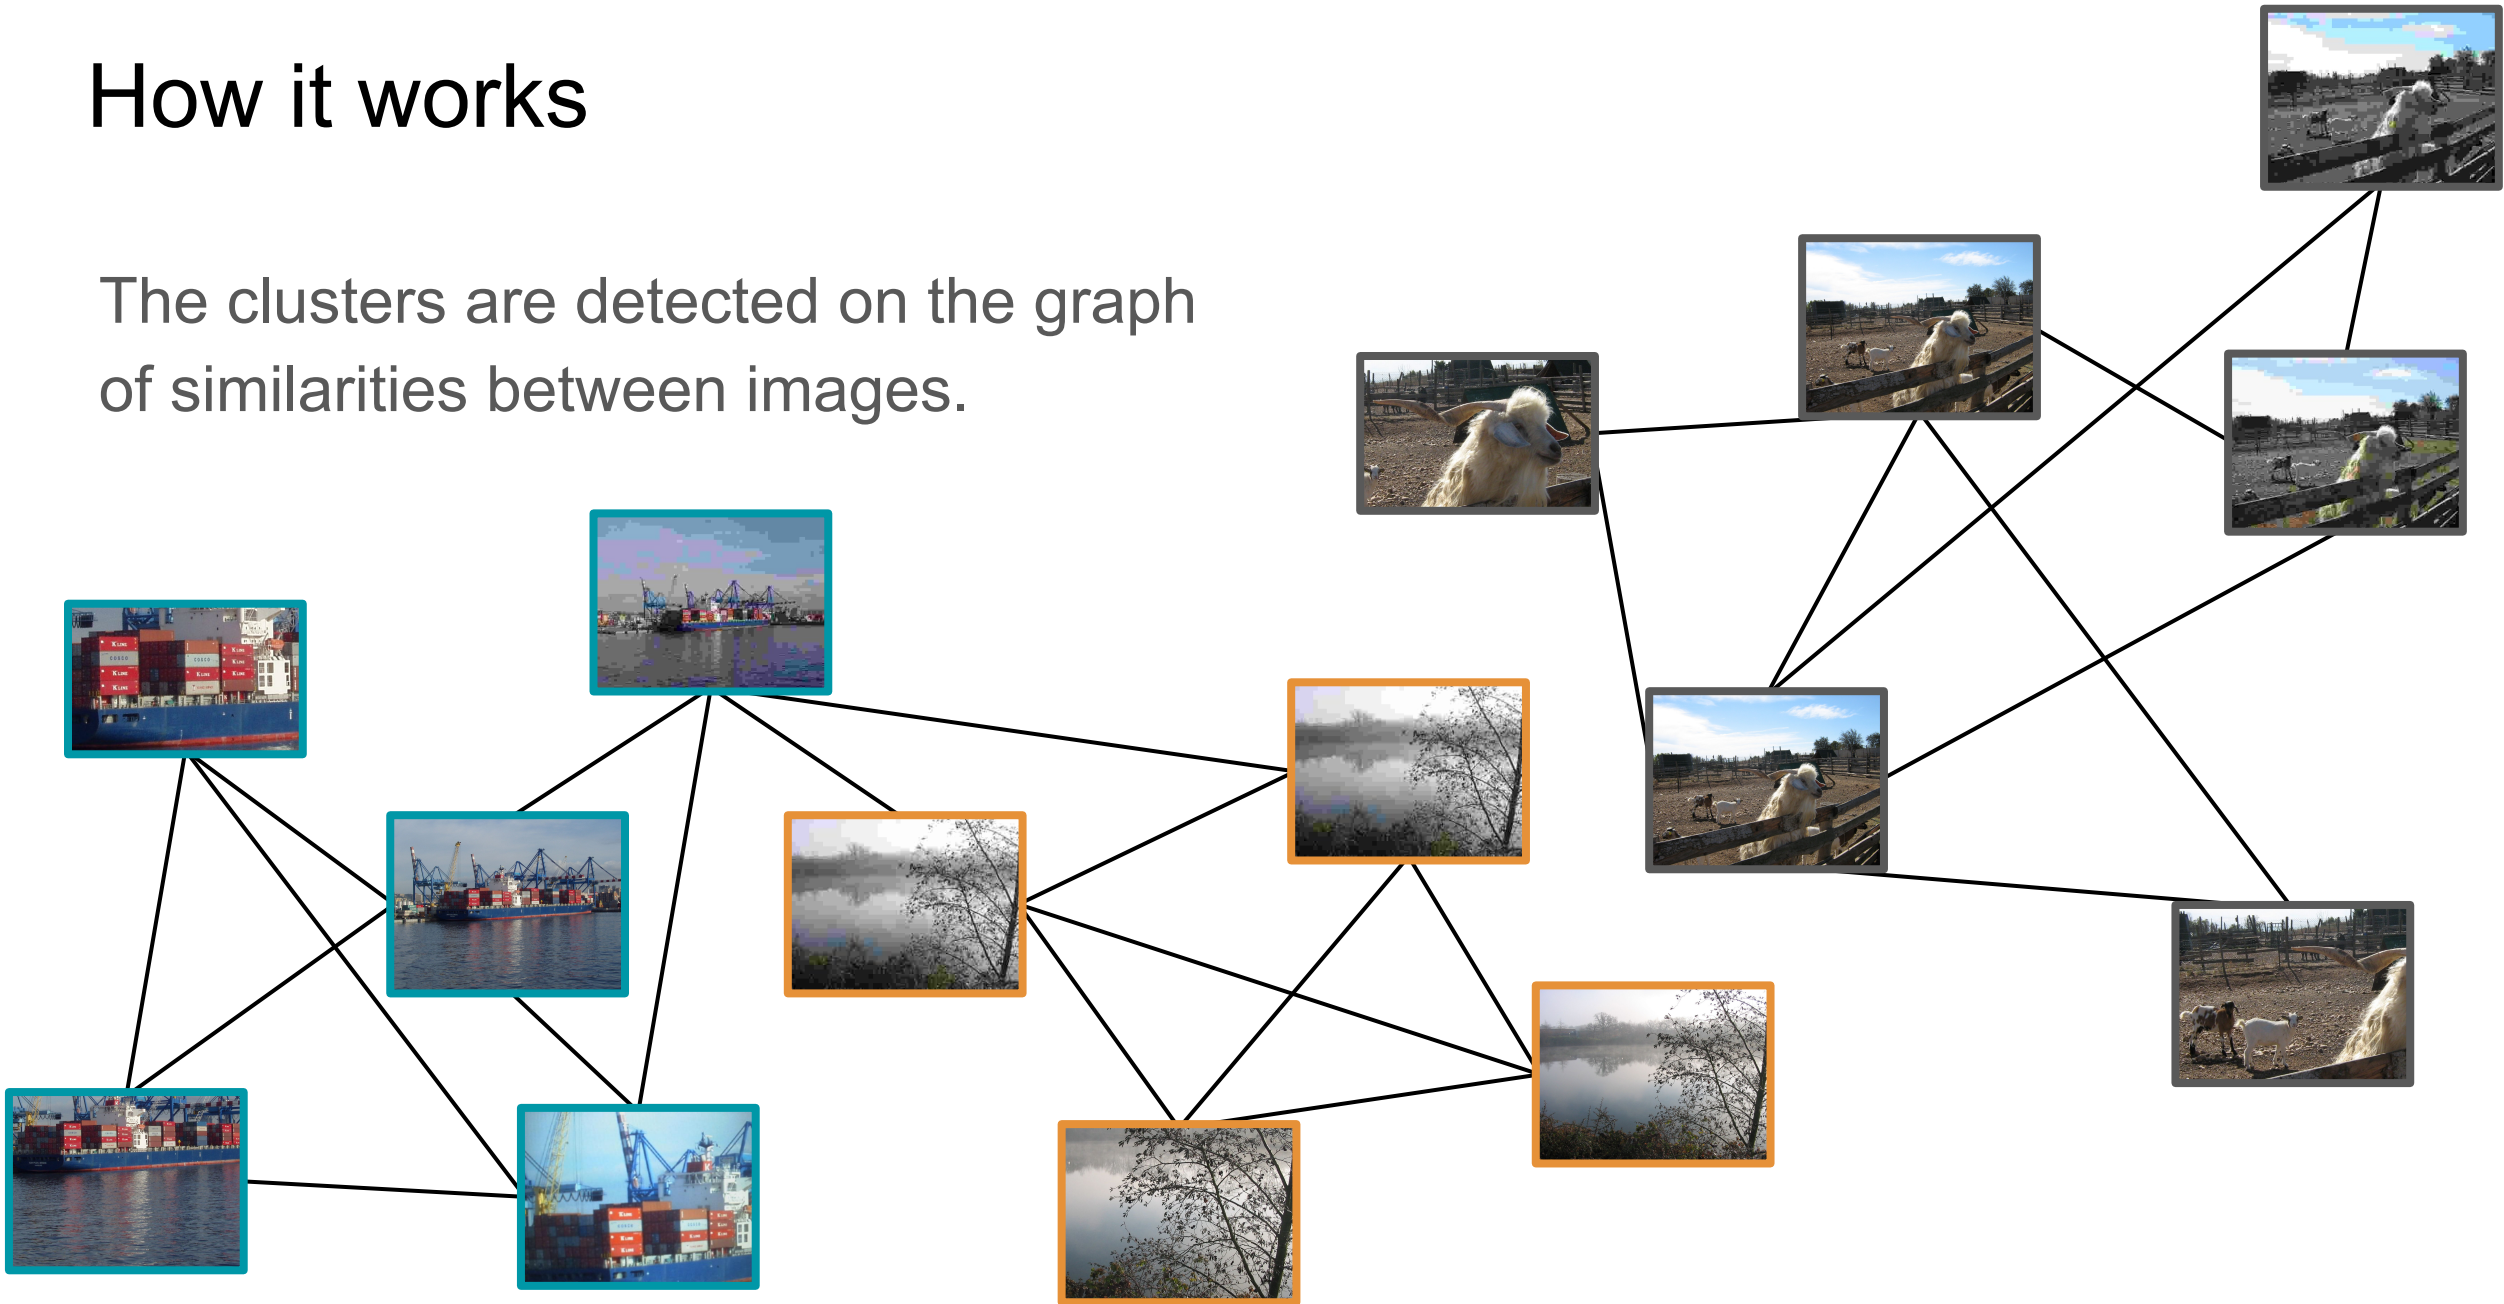 How it works
The clusters are detected on the graph
of similarities between images.